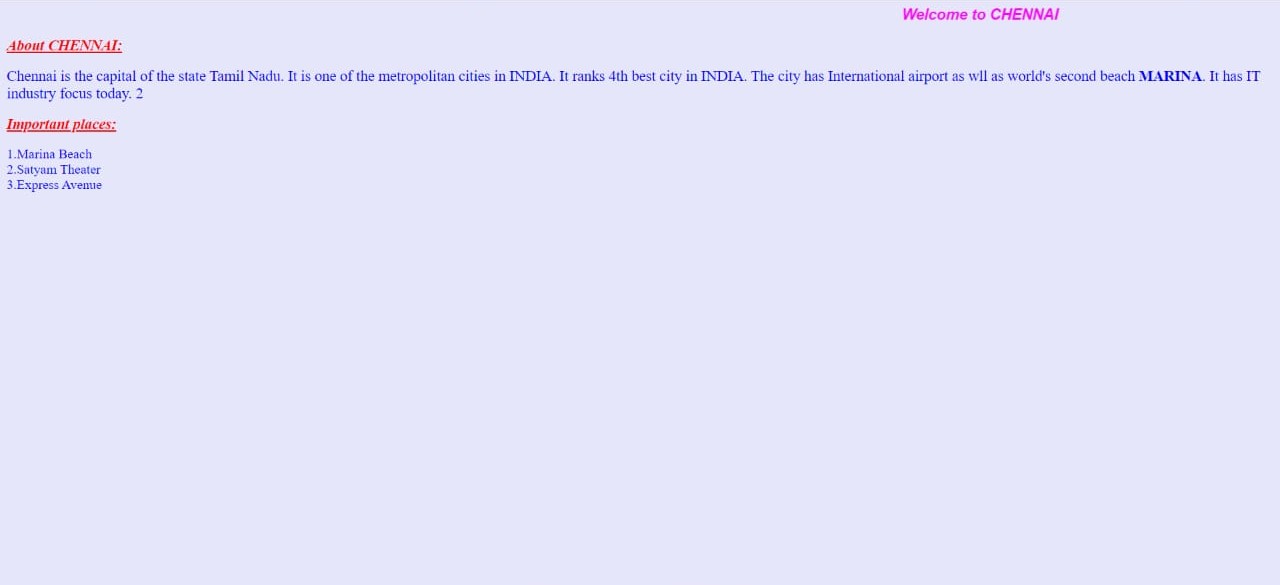 Welcome to CHENNAI
About CHENNAI:
Chennai is the capital of the state Tamil Nadu. It is one of the metropolitan cities in INDIA. It ranks 4th best city in INDIA. The city has International airport as wll as world's second beach MARINA. It has IT
industry focus today. 2
Important places:
1.Marina Beach
2.Satyam Theater
3.Express Avenue